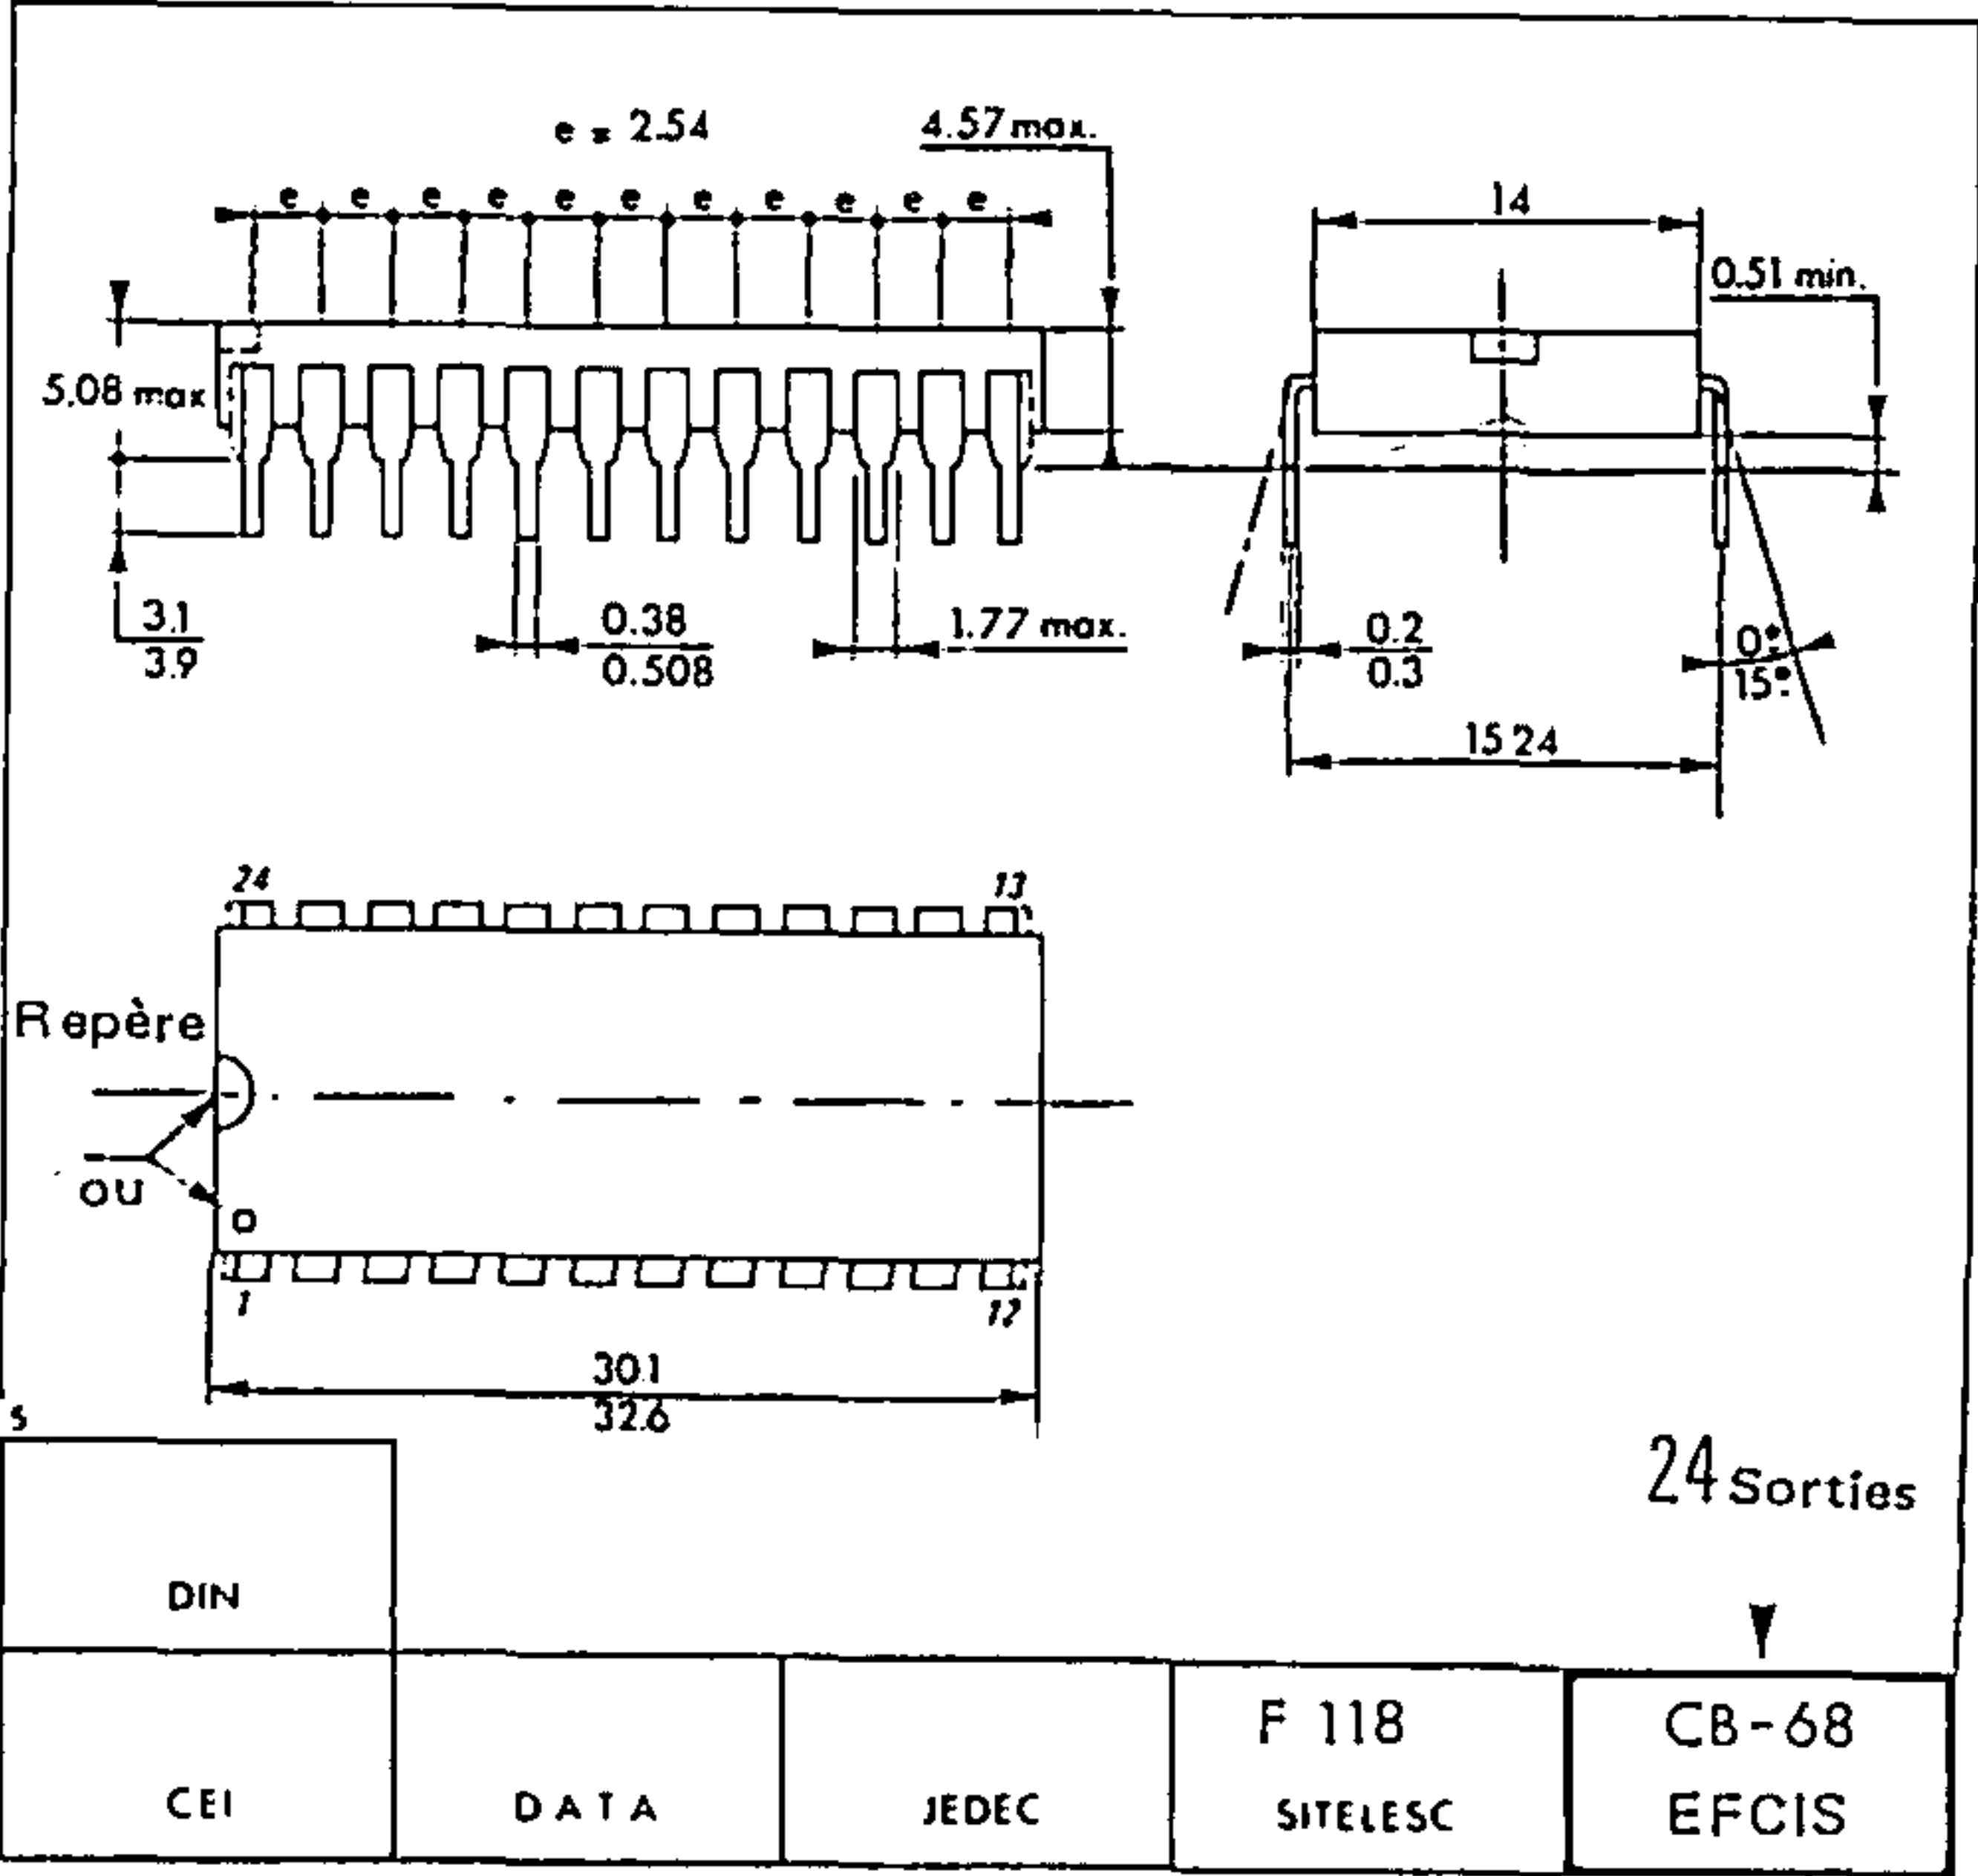 e = 2.54
4.57 max.
e e e e e e e e e e e
14
0.51 min.
5.08 max
3.1
3.9
0.38
0.508
1.77 max.
0.2
0.3
0°
15°
15 24
24
13
Repère
ou
1
12
30.1
32.6
S
24 Sorties
DIN
F 118
CB-68
CEI
DATA
JEDEC
SITELESC
EFCIS